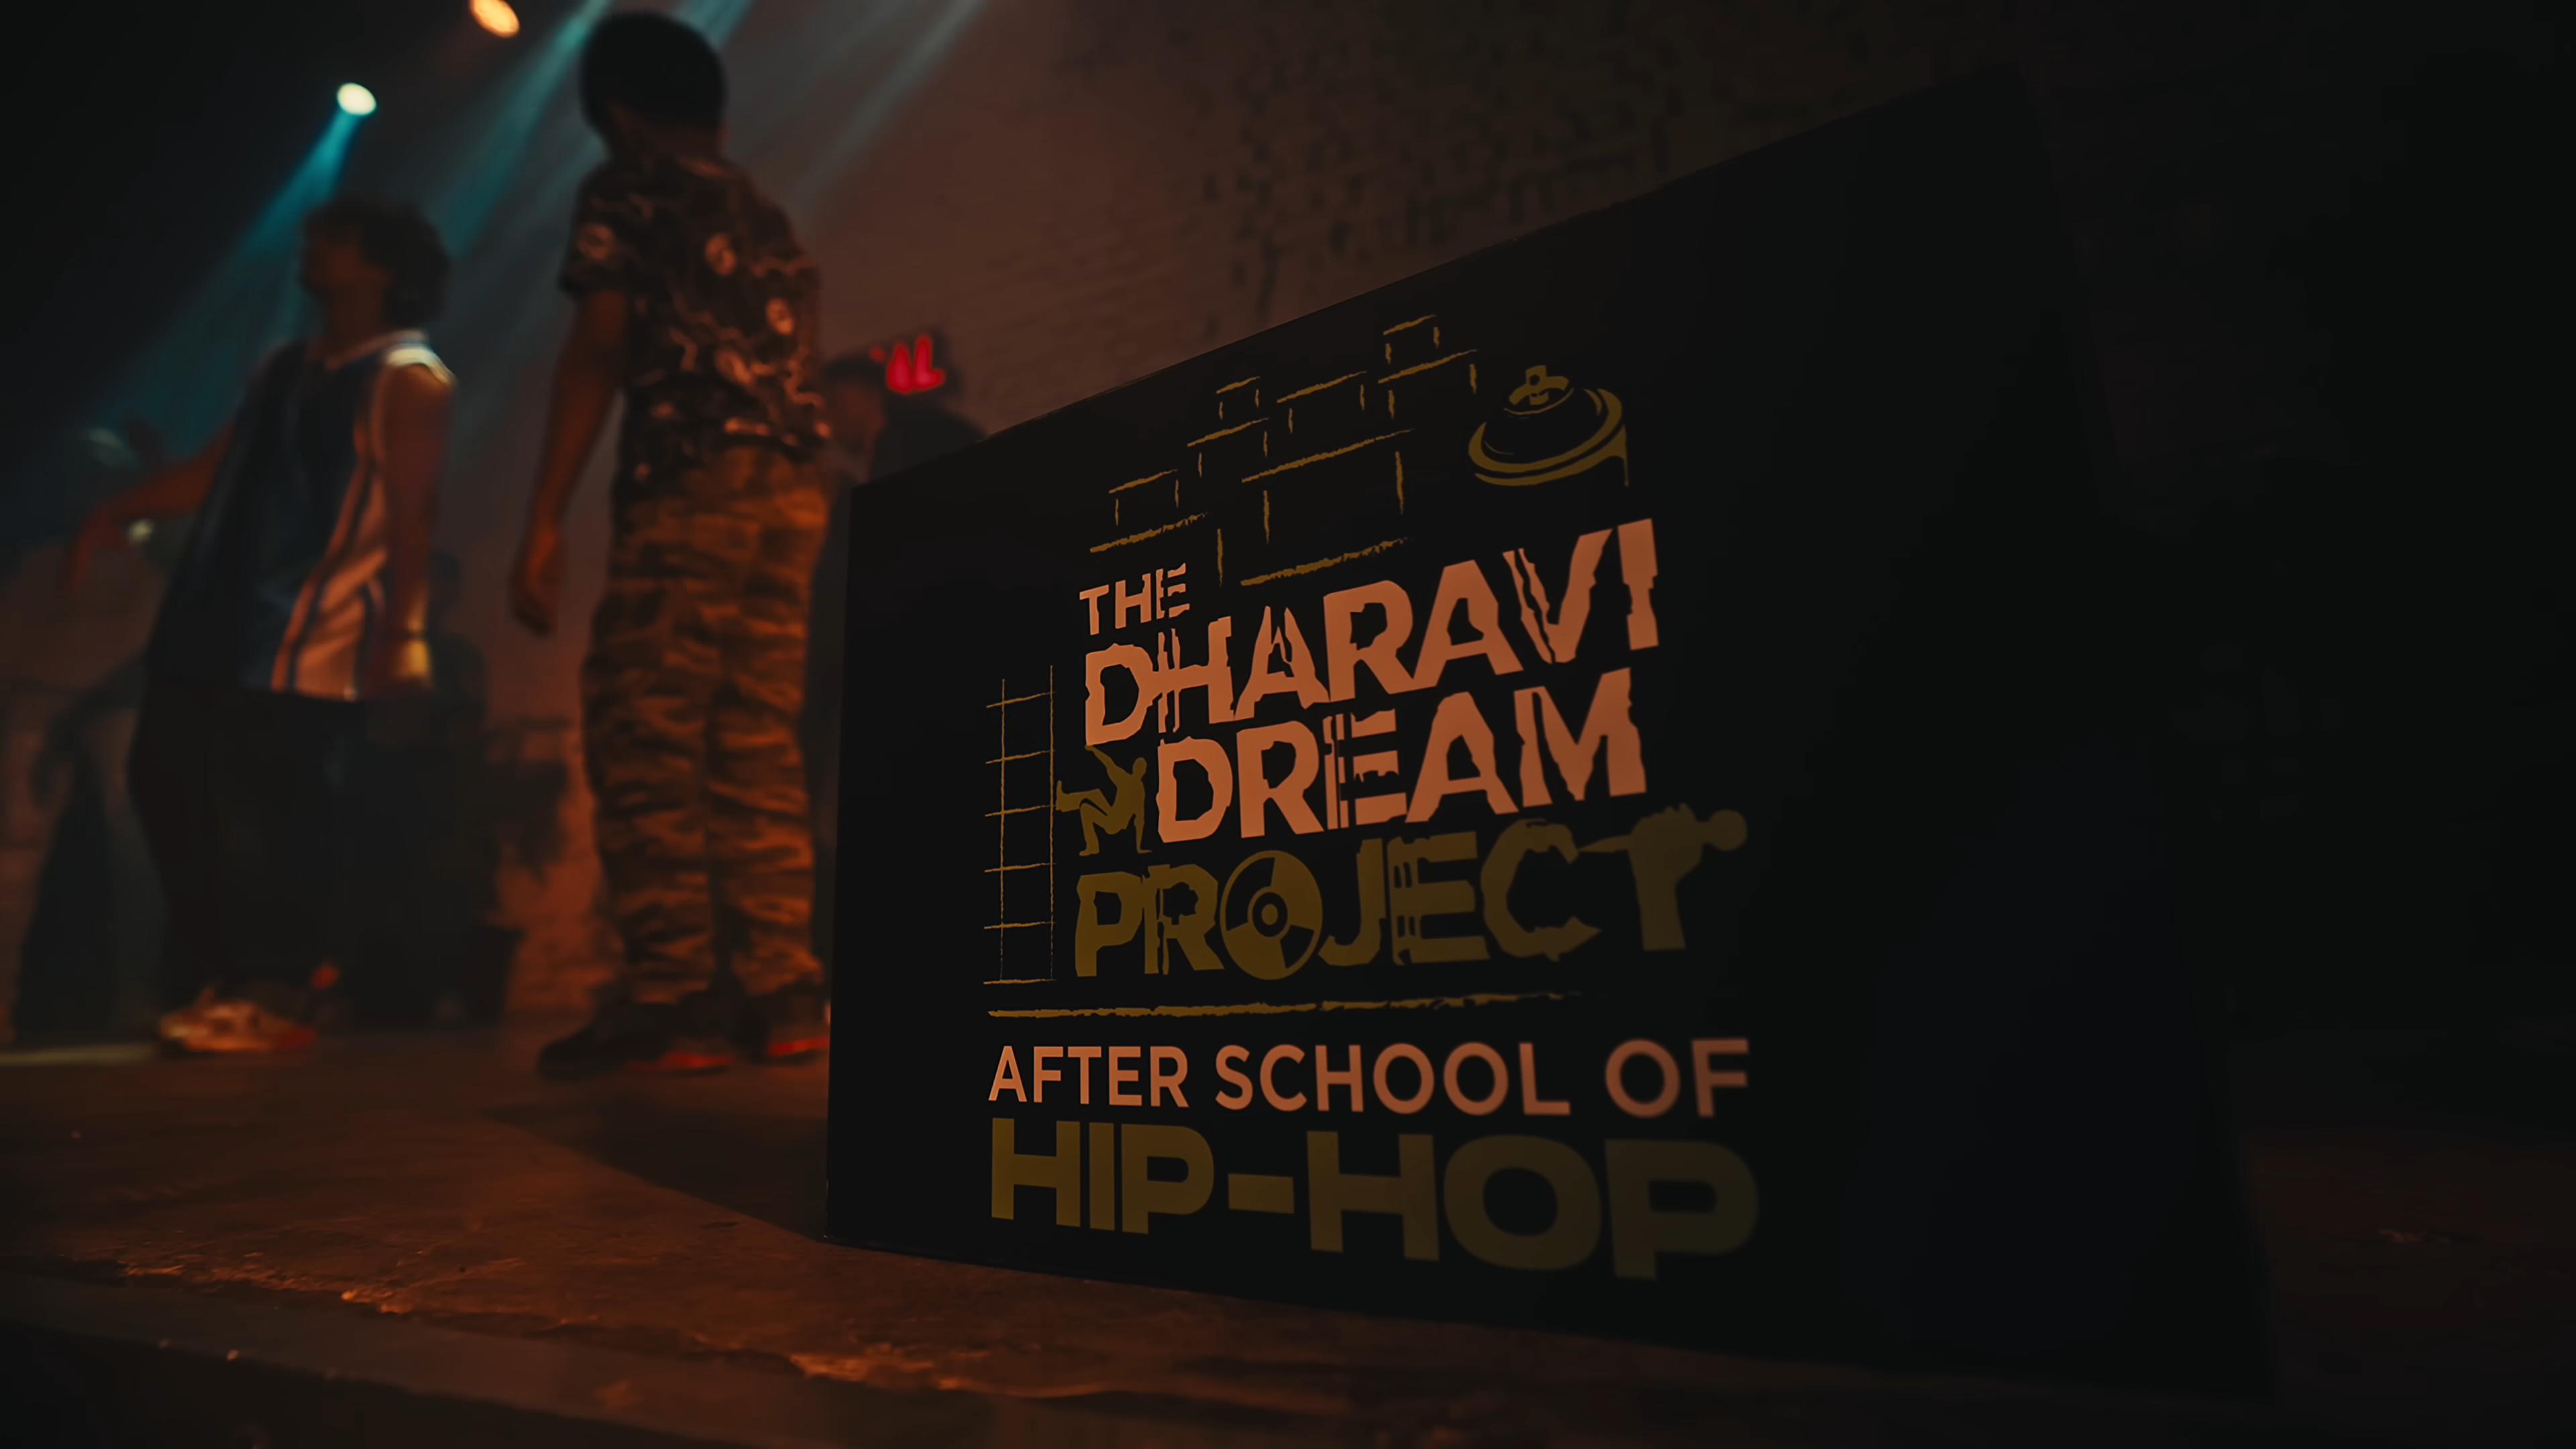 THE
DHARAVI
DREAM
PROJECT
AFTER SCHOOL OF
HIP-HOP